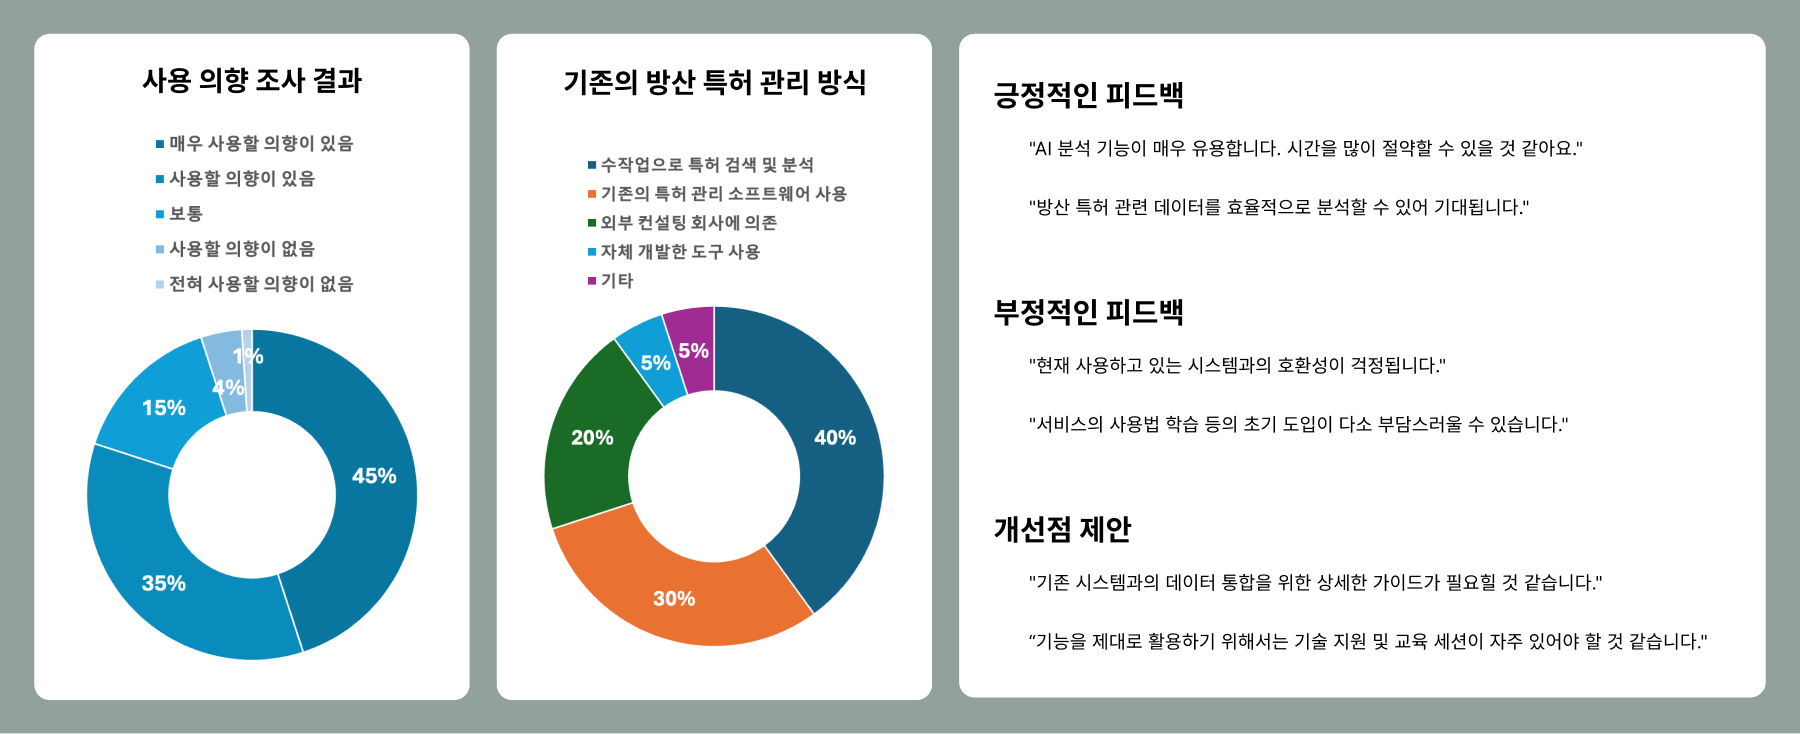 사용 의향 조사 결과
매우 사용할 의향이 있음
사용할 의향이 있음
보통
사용할 의향이 없음
전혀 사용할 의향이 없음
1%
4%
15%
45%
35%
기존의 방산 특허 관리 방식
수작업으로 특허 검색 및 분석
기존의 특허 관리 소프트웨어 사용
외부 컨설팅 회사에 의존
자체 개발한 도구 사용
기타
5%
5%
20%
40%
30%
긍정적인 피드백
"AI 분석 기능이 매우 유용합니다. 시간을 많이 절약할 수 있을 것 같아요."
"방산 특허 관련 데이터를 효율적으로 분석할 수 있어 기대됩니다."
부정적인 피드백
"현재 사용하고 있는 시스템과의 호환성이 걱정됩니다."
"서비스의 사용법 학습 등의 초기 도입이 다소 부담스러울 수 있습니다."
개선점 제안
"기존 시스템과의 데이터 통합을 위한 상세한 가이드가 필요힐 것 같습니다."
“기능을 제대로 활용하기 위해서는 기술 지원 및 교육 세션이 자주 있어야 할 것 같습니다."